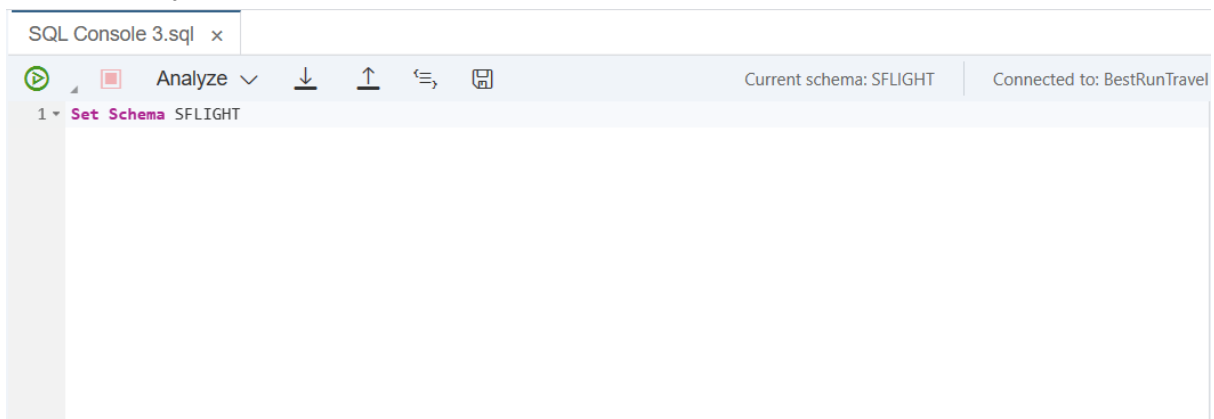 SQL Console 3.sql ×
Analyze Current schema: SFLIGHT Connected to: BestRunTravel
1 Set Schema SFLIGHT